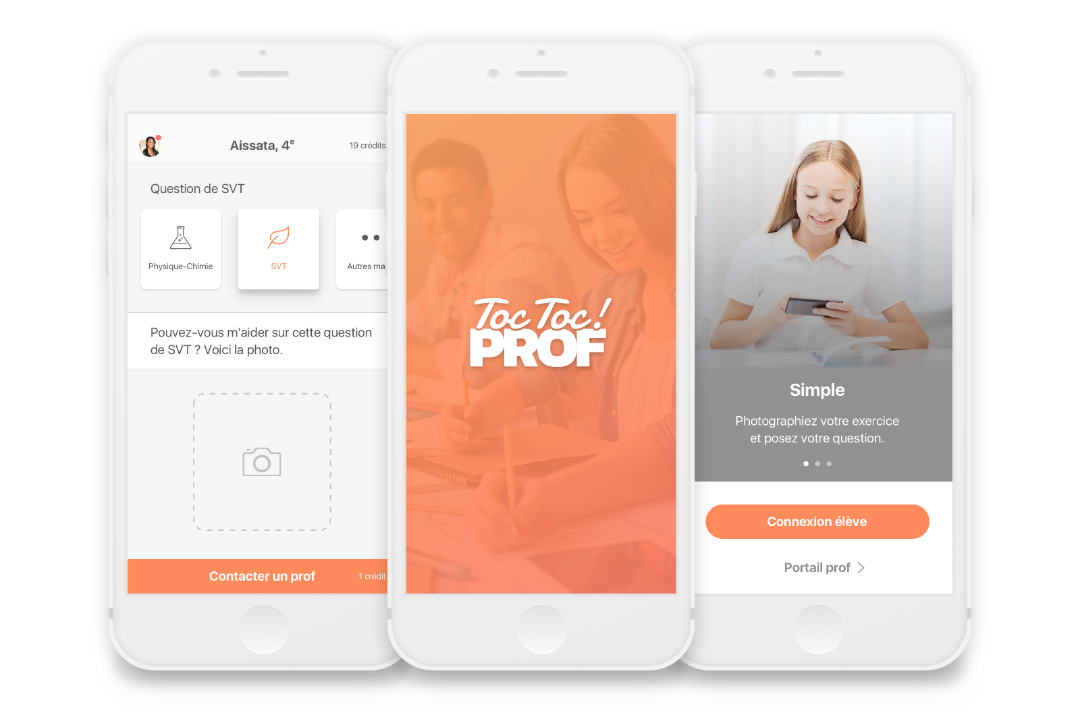 Aissata, 4e
19 crédits
Question de SVT
Physique-Chimie
SVT
Autres ma
Pouvez-vous m'aider sur cette question
de SVT ? Voici la photo.
Contacter un prof
1 crédit
Toc Toc!
PROF
Simple
Photographiez votre exercice
et posez votre question.
Connexion élève
Portail prof